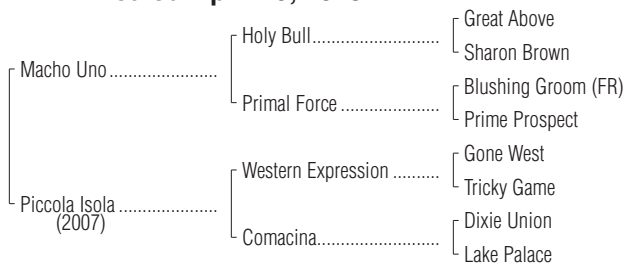 Great Above
Holy Bull
Sharon Brown
Macho Uno
Blushing Groom (FR)
Primal Force
Prime Prospect
Gone West
Western Expression
Tricky Game
Piccola Isola
(2007)
Dixie Union
Comacina
Lake Palace